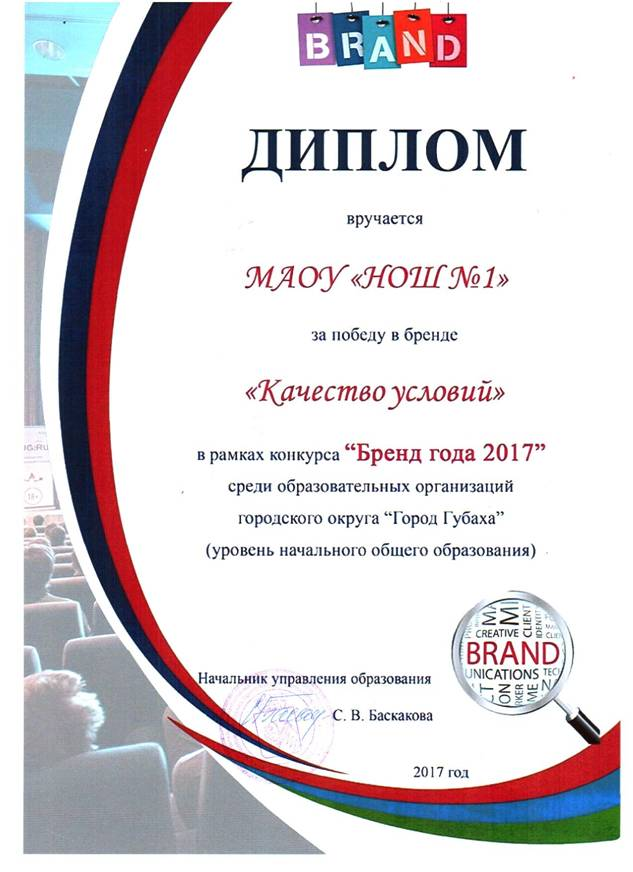 BRAND
ДИПЛОМ
вручается
МАОУ «НОШ №1»
за победу в бренде
«Качество условий»
в рамках конкурса “Бренд года 2017”
среди образовательных организаций
городского округа “Город Губаха”
(уровень начального общего образования)
CREATIVE
CLIENT
BRAND
UNICATIONS
Начальник управления образования
С. В. Баскакова
2017 год
18+